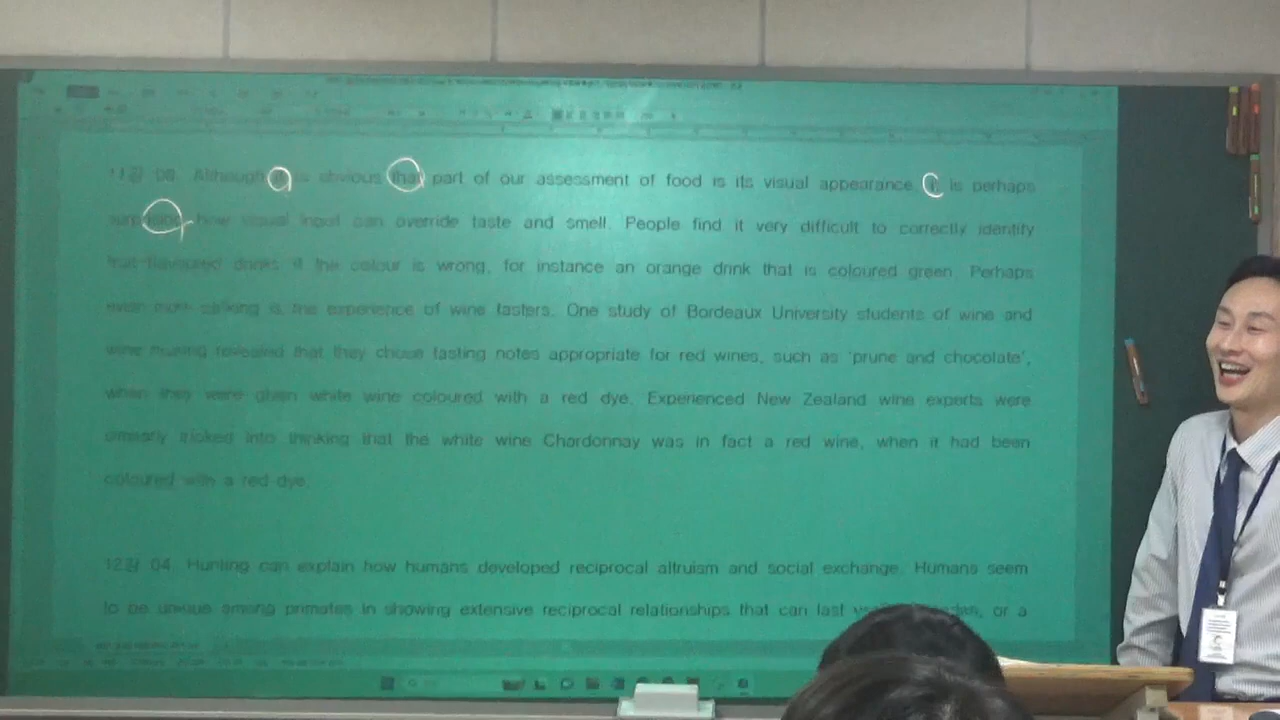 11강 08. Although it is obvious that part of our assessment of food is its visual appearance, it is perhaps
surprising how visual input can override taste and smell. People find it very difficult to correctly identify
fruit-flavoured drinks if the colour is wrong, for instance an orange drink that is coloured green. Perhaps
even more striking is the experience of wine tasters. One study of Bordeaux University students of wine and
wine making revealed that they chose tasting notes appropriate for red wines, such as 'prune and chocolate',
when they were given white wine coloured with a red dye. Experienced New Zealand wine experts were
similarly tricked into thinking that the white wine Chardonnay was in fact a red wine, when it had been
coloured with a red dye.
12강 04. Hunting can explain how humans developed reciprocal altruism and social exchange. Humans seem
to be unique among primates in showing extensive reciprocal relationships that can last or a